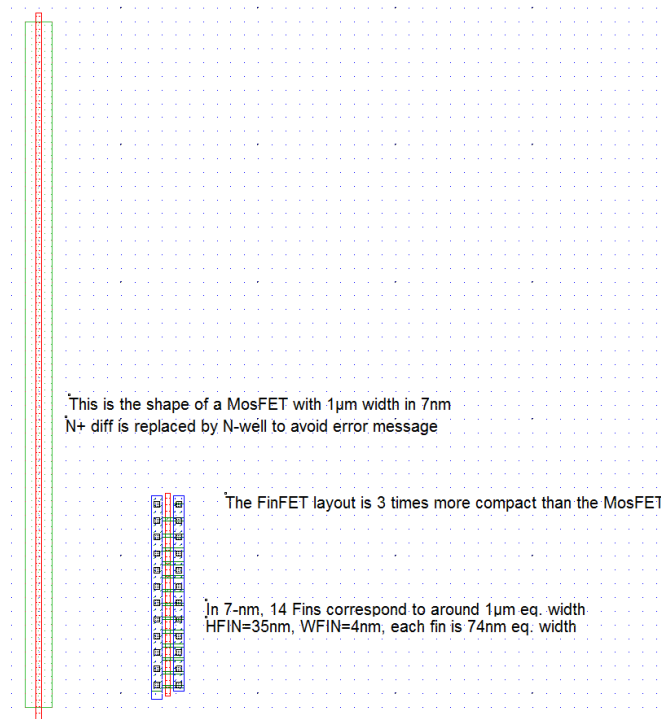 This is the shape of a MosFET with 1µm width in 7nm
N+ diff is replaced by N-well to avoid error message
The FinFET layout is 3 times more compact than the MosFET
In 7-nm, 14 Fins correspond to around 1µm eq. width
HFIN=35nm, WFIN=4nm, each fin is 74nm eq. width